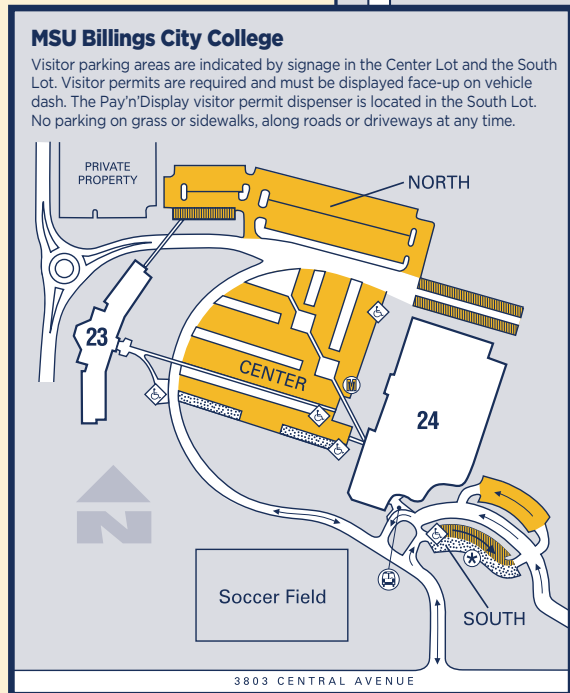 MSU Billings City College
Visitor parking areas are indicated by signage in the Center Lot and the South
Lot. Visitor permits are required and must be displayed face-up on vehicle
dash. The Pay'n'Display visitor permit dispenser is located in the South Lot.
No parking on grass or sidewalks, along roads or driveways at any time.
PRIVATE
PROPERTY
NORTH
23
CENTER
M
24
N
Soccer Field
SOUTH
3803 CENTRAL AVENUE